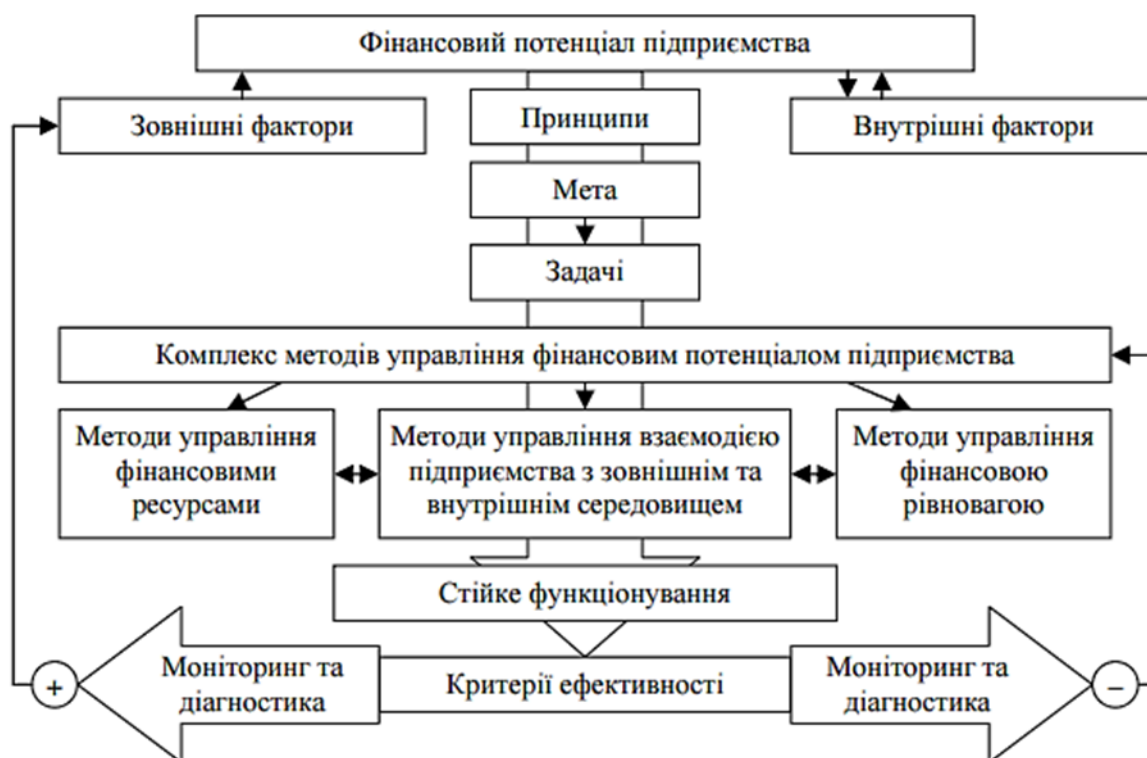 Фінансовий потенціал підприємства
Зовнішні фактори
Принципи
Внутрішні фактори
Мета
Задачі
Комплекс методів управління фінансовим потенціалом підприємства
Методи управління
фінансовими
ресурсами
Методи управління взаємодією
підприємства з зовнішнім та
внутрішнім середовищем
Методи управління
фінансовою
рівновагою
Стійке функціонування
+
Моніторинг та
діагностика
Критерії ефективності
Моніторинг та
діагностика
−